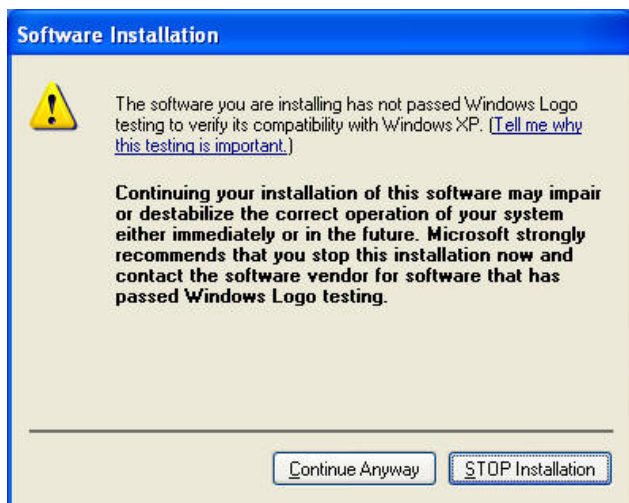 Software Installation
The software you are installing has not passed Windows Logo
testing to verify its compatibility with Windows XP. (Tell me why
this testing is important.)
Continuing your installation of this software may impair
or destabilize the correct operation of your system
either immediately or in the future. Microsoft strongly
recommends that you stop this installation now and
contact the software vendor for software that has
passed Windows Logo testing.
Continue Anyway STOP Installation